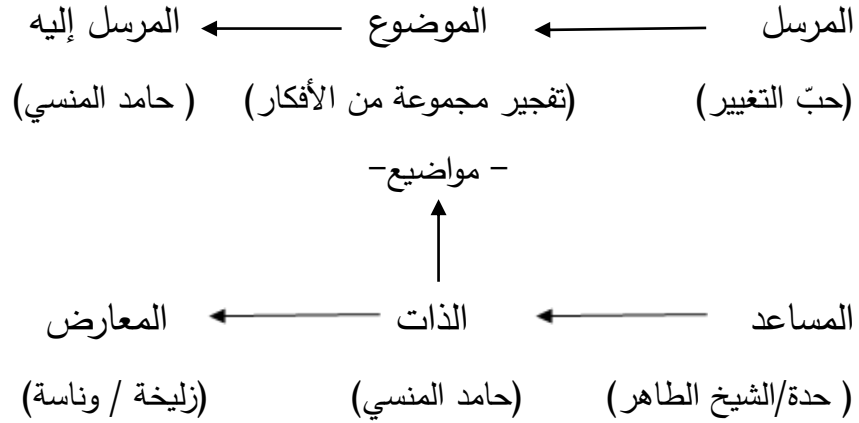 المرسل الموضوع المرسل إليه
(حبّ التغيير) (تفجير مجموعة من الأفكار) ( حامد المنسي)
- مواضيع-
المساعد الذات المعارض
( حدة/الشيخ الطاهر) (حامد المنسي) (زليخة / وناسة)